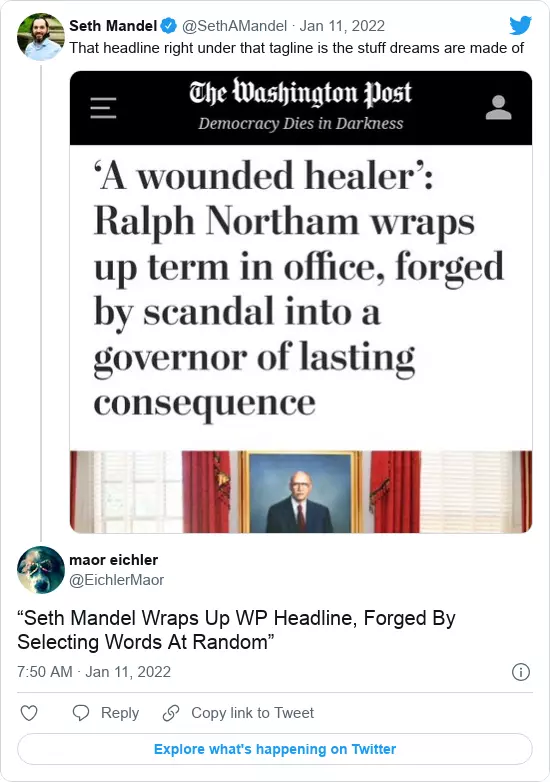 Seth Mandel @SethAMandel · Jan 11, 2022
That headline right under that tagline is the stuff dreams are made of
The Washington Post
Democracy Dies in Darkness
‘A wounded healer’:
Ralph Northam wraps
up term in office, forged
by scandal into a
governor of lasting
consequence
maor eichler
@EichlerMaor
“Seth Mandel Wraps Up WP Headline, Forged By
Selecting Words At Random”
7:50 AM · Jan 11, 2022
Reply Copy link to Tweet
Explore what's happening on Twitter